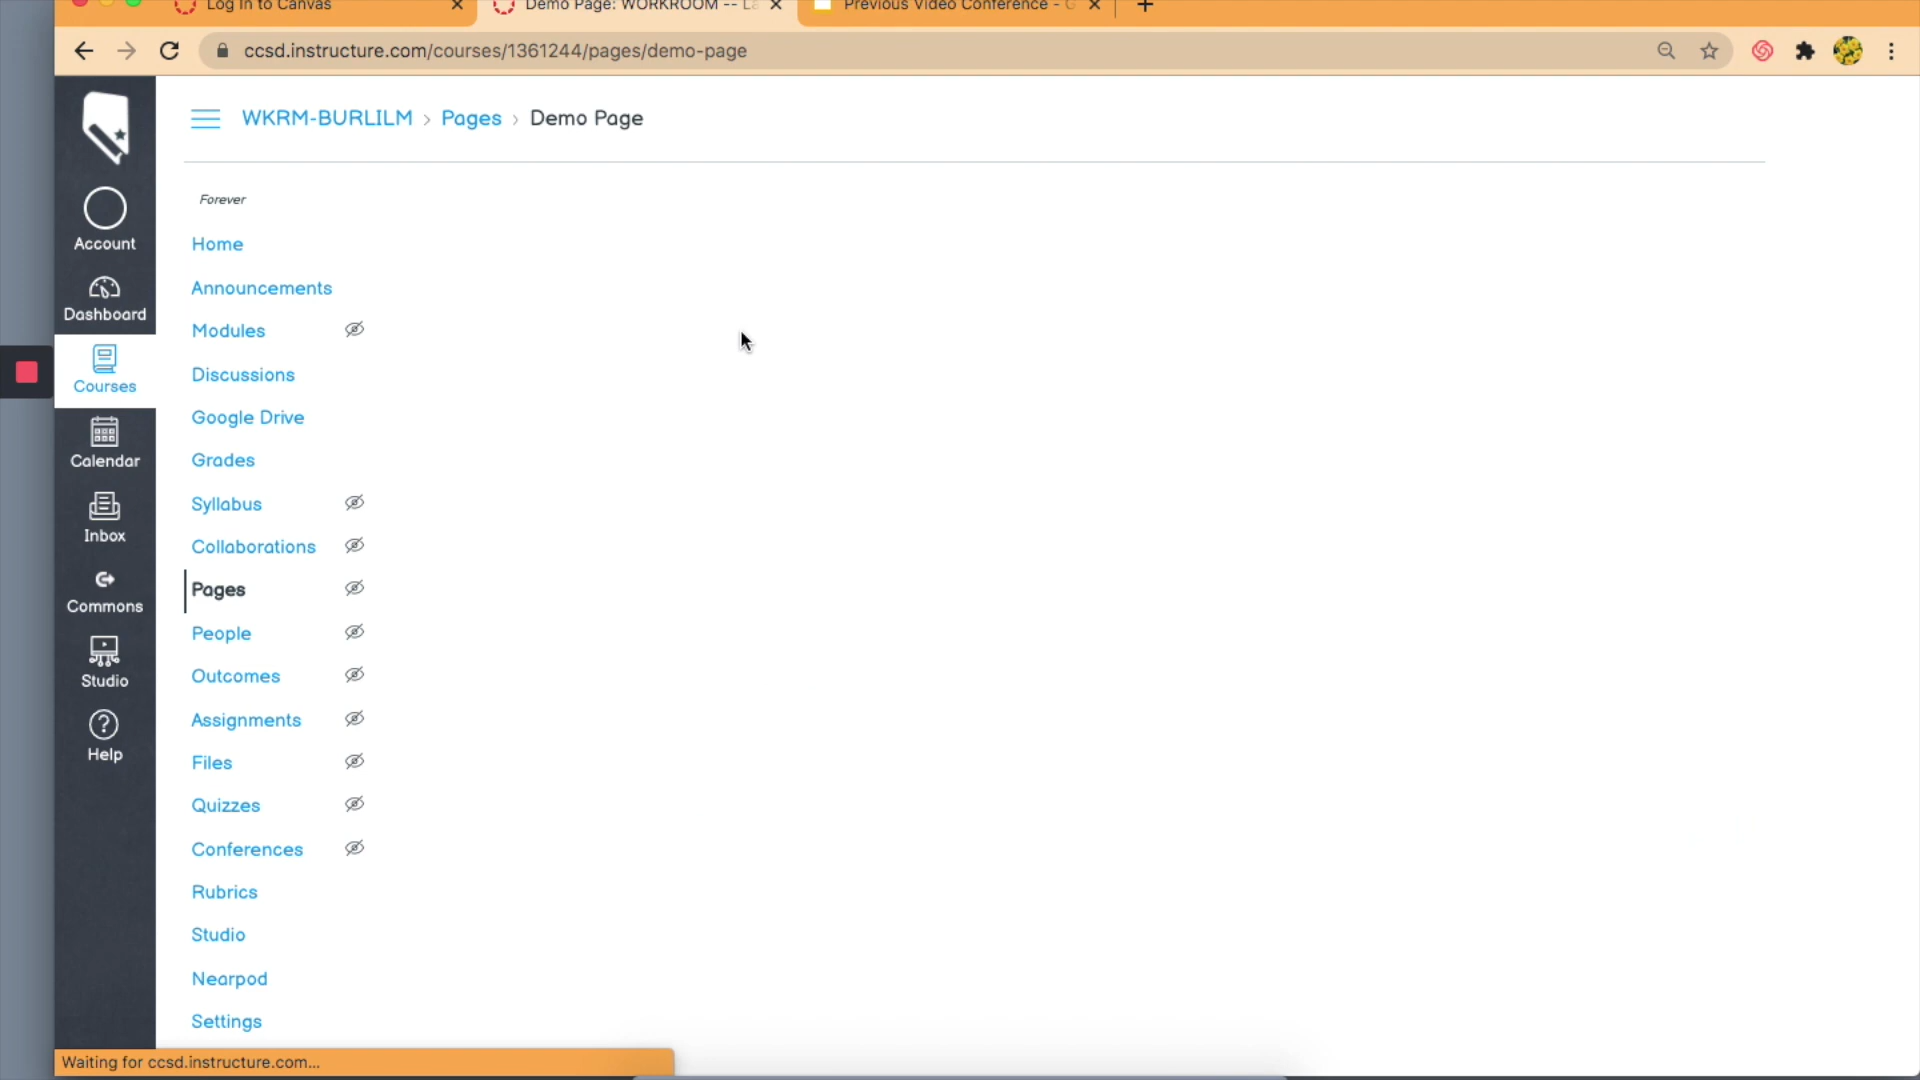 Log In to Canvas
Demo Page: WORKROOM -- La
Previous Video Conference - G
ccsd.instructure.com/courses/1361244/pages/demo-page
WKRM-BURLILM > Pages > Demo Page
Forever
Home
Announcements
Modules
Discussions
Google Drive
Grades
Syllabus
Collaborations
Pages
People
Outcomes
Assignments
Files
Quizzes
Conferences
Rubrics
Studio
Nearpod
Settings
Account
Dashboard
Courses
Calendar
Inbox
Commons
Studio
Help
Waiting for ccsd.instructure.com...